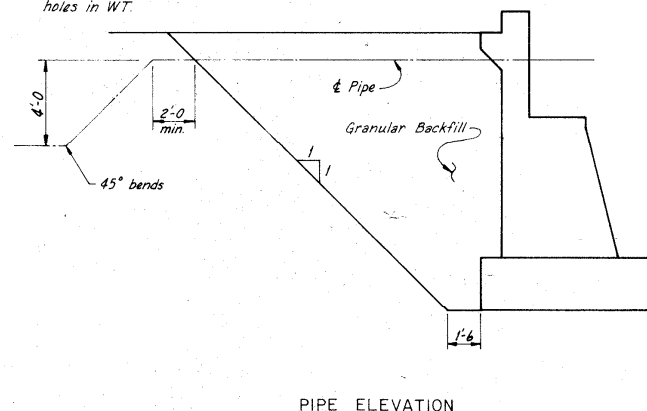 holes in WT.
4'-0
2'-0
min.
℄ Pipe
Granular Backfill
1
1
45° bends
1'-6
PIPE ELEVATION